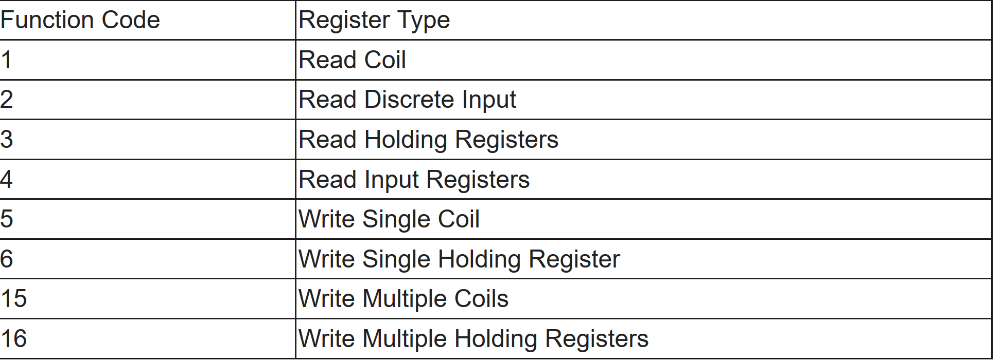 Function Code Register Type
1 Read Coil
2 Read Discrete Input
3 Read Holding Registers
4 Read Input Registers
5 Write Single Coil
6 Write Single Holding Register
15 Write Multiple Coils
16 Write Multiple Holding Registers